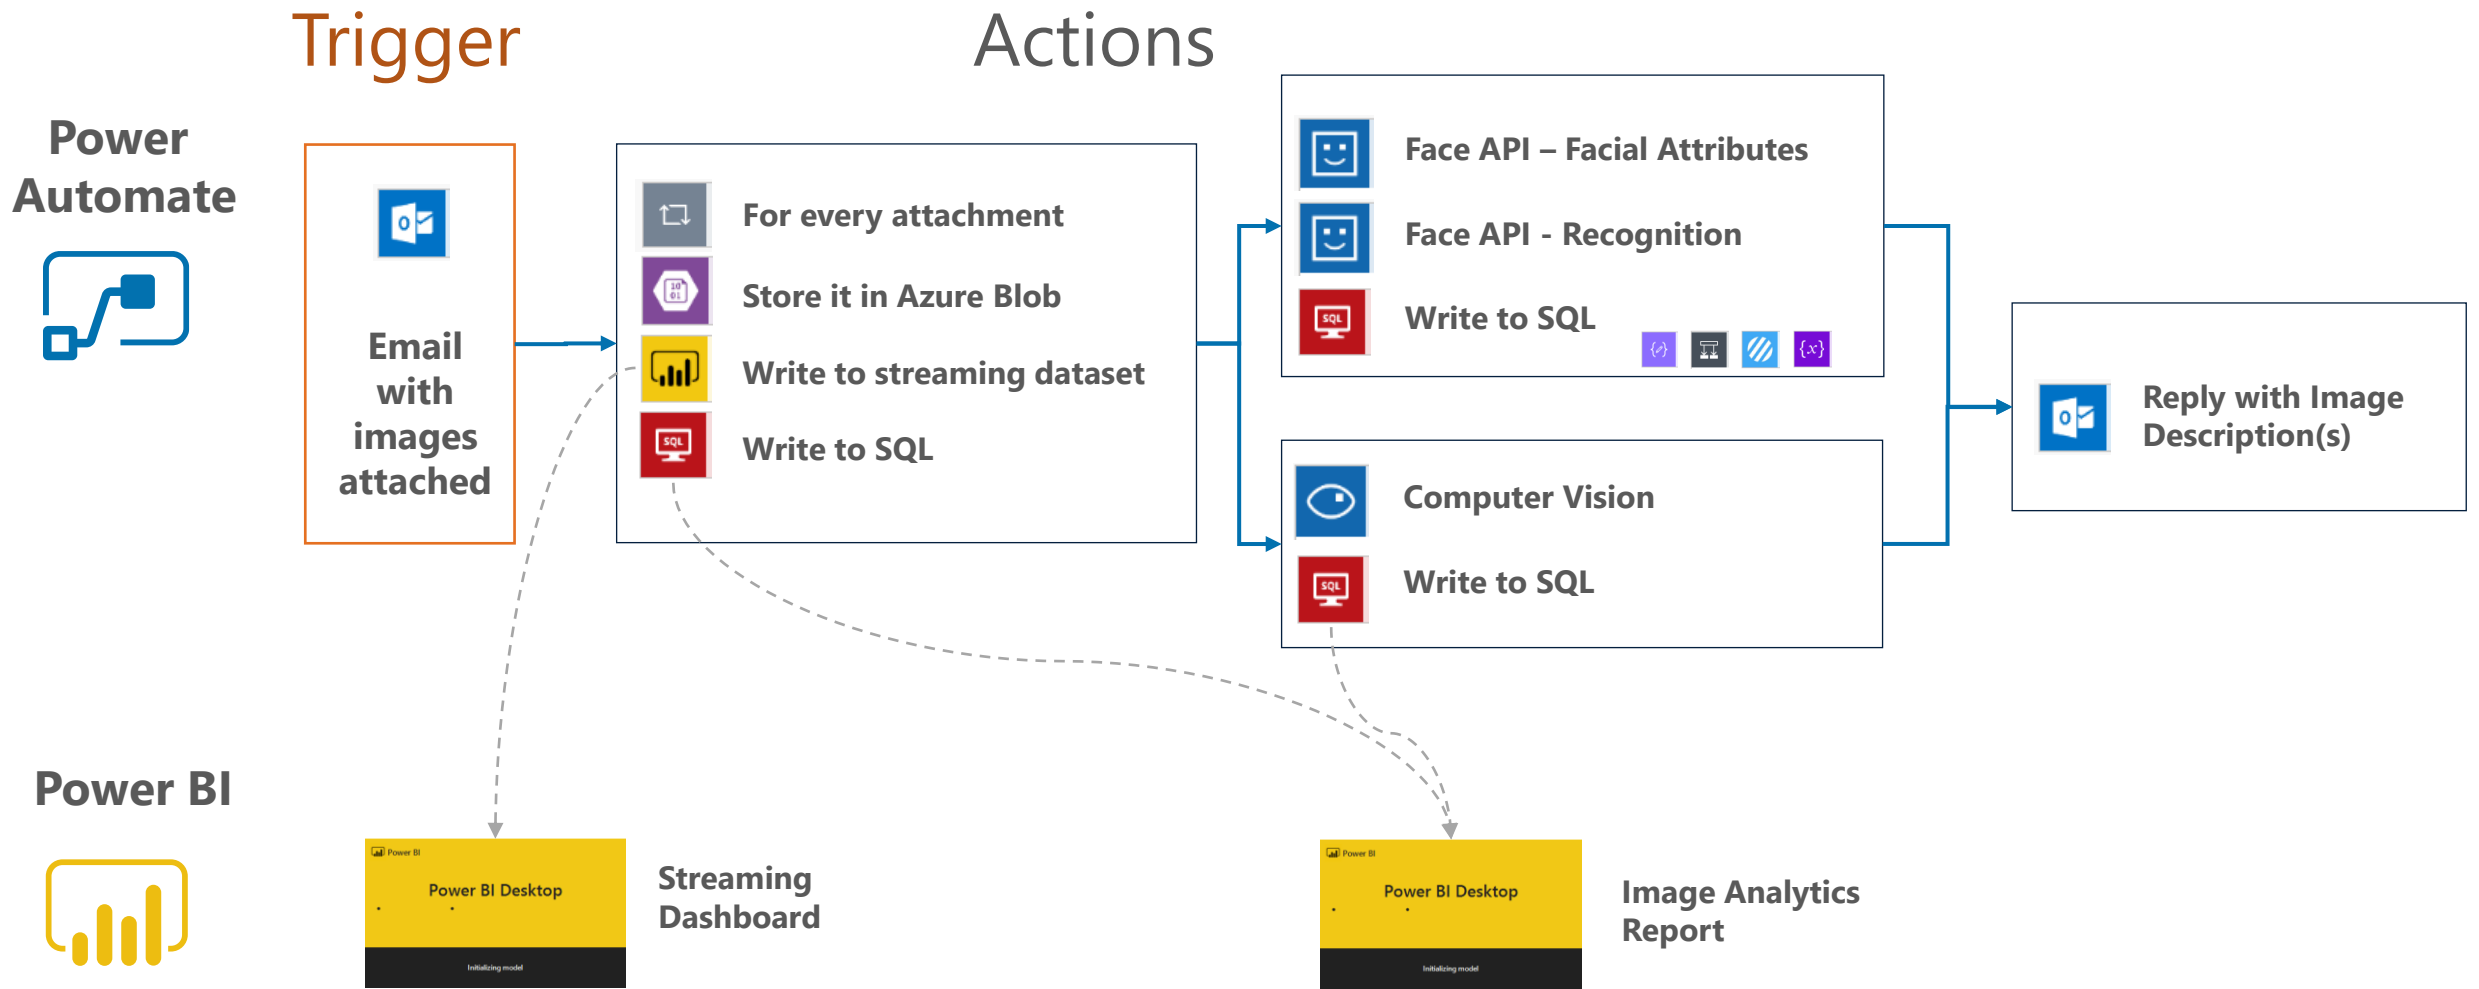 Trigger
Actions
Power
Automate
Email
with
images
attached
For every attachment
Store it in Azure Blob
Write to streaming dataset
SQL
Write to SQL
Face API – Facial Attributes
Face API - Recognition
SQL
Write to SQL
{x}
Computer Vision
SQL
Write to SQL
Reply with Image
Description(s)
Power BI
Power BI
Power BI Desktop
Initializing model
Streaming
Dashboard
Power BI
Power BI Desktop
Initializing model
Image Analytics
Report